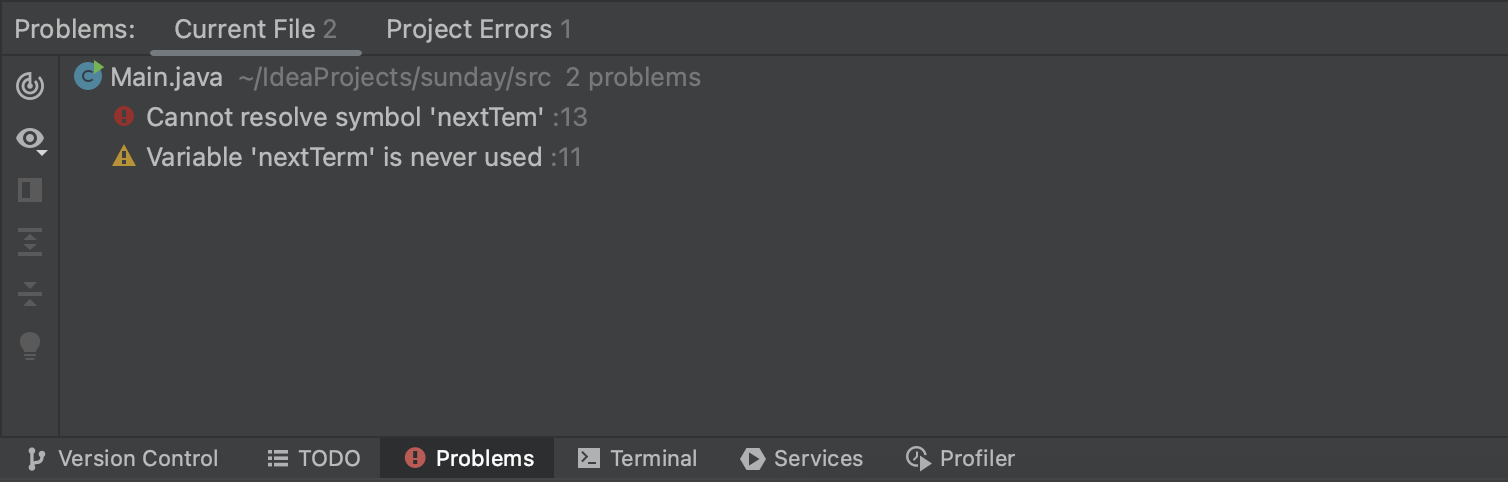 Problems: Current File 2 Project Errors 1
Main.java ~/IdeaProjects/sunday/src 2 problems
Cannot resolve symbol 'nextTem' :13
Variable 'nextTerm' is never used :11
Version Control TODO Problems Terminal Services Profiler